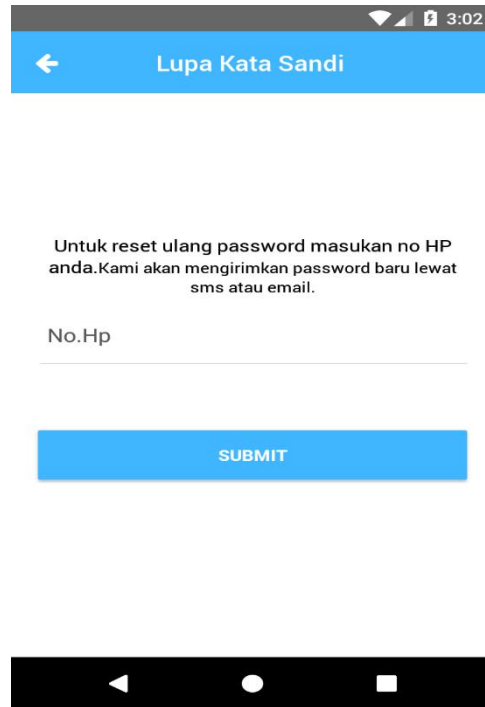 3:02
Lupa Kata Sandi
Untuk reset ulang password masukan no HP
anda.Kami akan mengirimkan password baru lewat
sms atau email.
No.Hp
SUBMIT